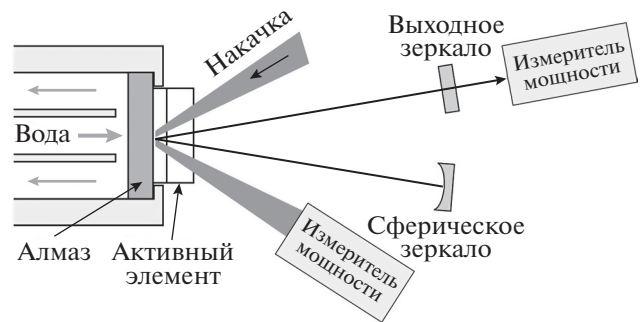 Накачка
Выходное
зеркало
Измеритель
мощности
Вода
Алмаз
Активный
элемент
Измеритель
мощности
Сферическое
зеркало